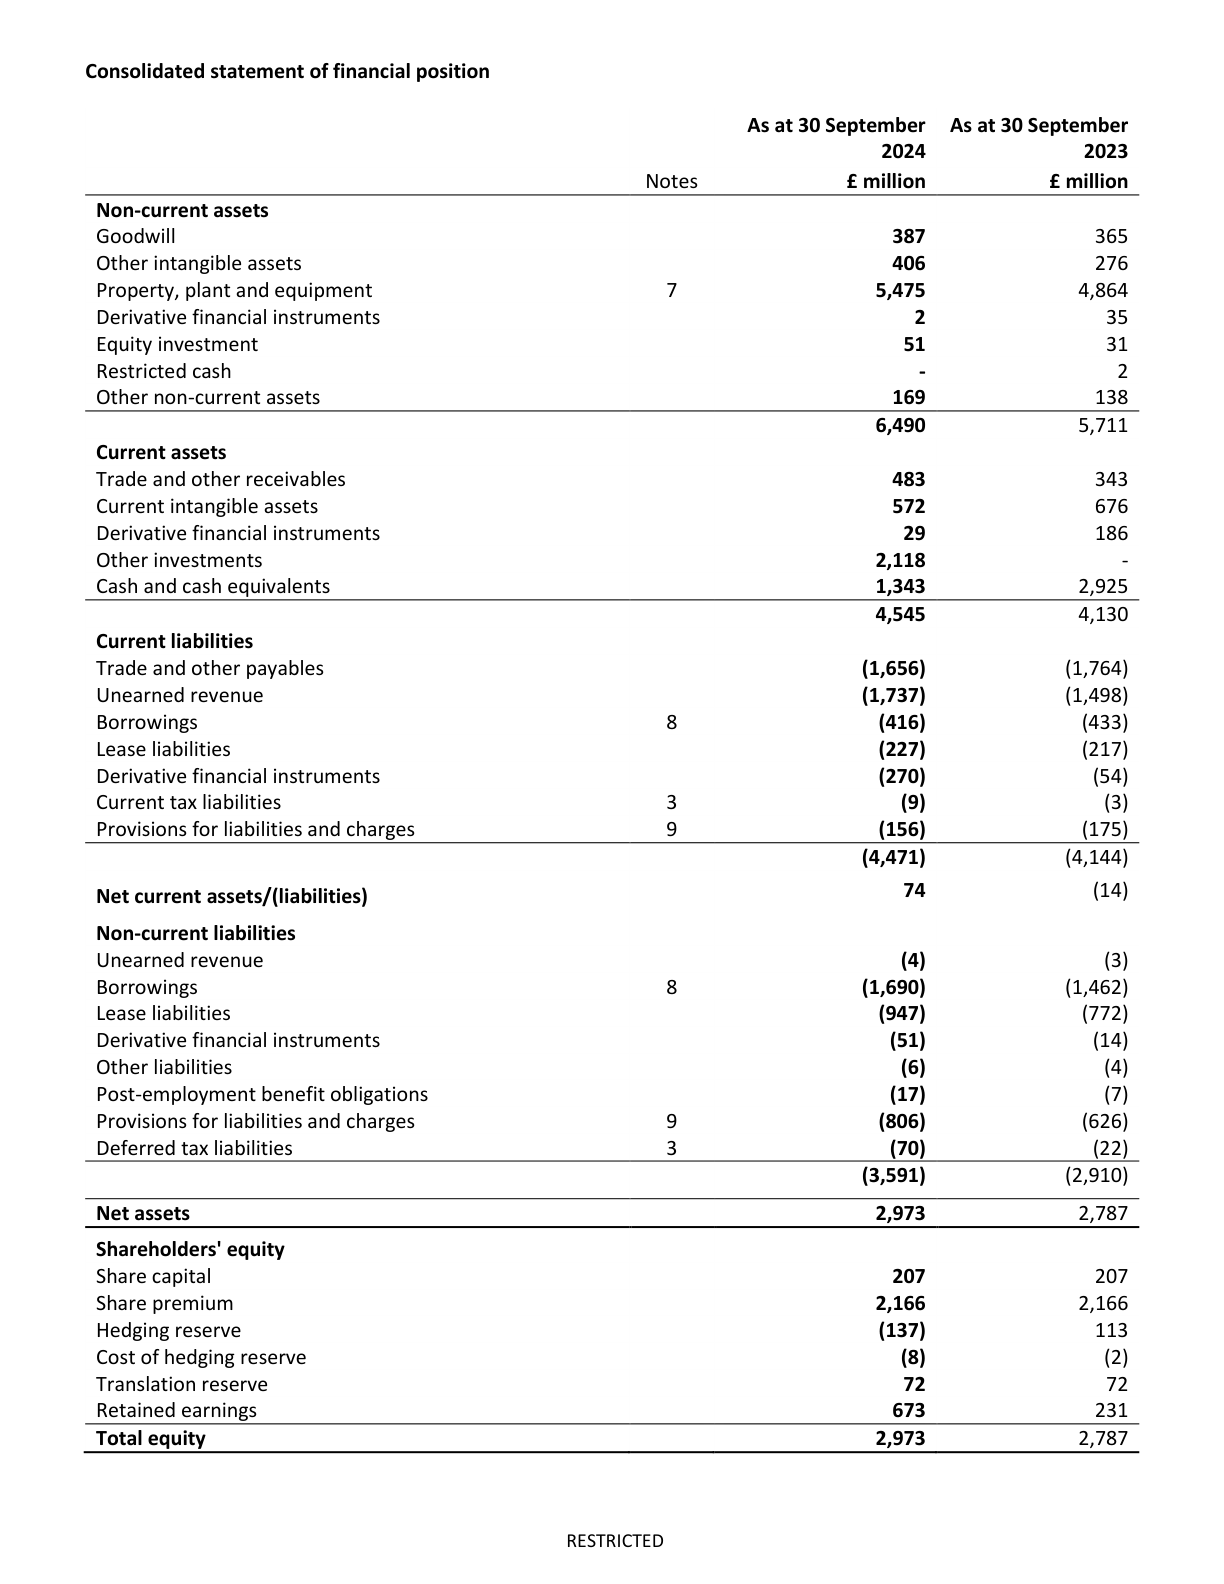 Consolidated statement of financial position
As at 30 September As at 30 September
2024 2023
Notes £ million £ million
Non-current assets
Goodwill 387 365
Other intangible assets 406 276
Property, plant and equipment 7 5,475 4,864
Derivative financial instruments 2 35
Equity investment 51 31
Restricted cash - 2
Other non-current assets 169 138
6,490 5,711
Current assets
Trade and other receivables 483 343
Current intangible assets 572 676
Derivative financial instruments 29 186
Other investments 2,118 -
Cash and cash equivalents 1,343 2,925
4,545 4,130
Current liabilities
Trade and other payables (1,656) (1,764)
Unearned revenue (1,737) (1,498)
Borrowings 8 (416) (433)
Lease liabilities (227) (217)
Derivative financial instruments (270) (54)
Current tax liabilities 3 (9) (3)
Provisions for liabilities and charges 9 (156) (175)
(4,471) (4,144)
Net current assets/(liabilities) 74 (14)
Non-current liabilities
Unearned revenue (4) (3)
Borrowings 8 (1,690) (1,462)
Lease liabilities (947) (772)
Derivative financial instruments (51) (14)
Other liabilities (6) (4)
Post-employment benefit obligations (17) (7)
Provisions for liabilities and charges 9 (806) (626)
Deferred tax liabilities 3 (70) (22)
(3,591) (2,910)
Net assets 2,973 2,787
Shareholders' equity
Share capital 207 207
Share premium 2,166 2,166
Hedging reserve (137) 113
Cost of hedging reserve (8) (2)
Translation reserve 72 72
Retained earnings 673 231
Total equity 2,973 2,787
RESTRICTED